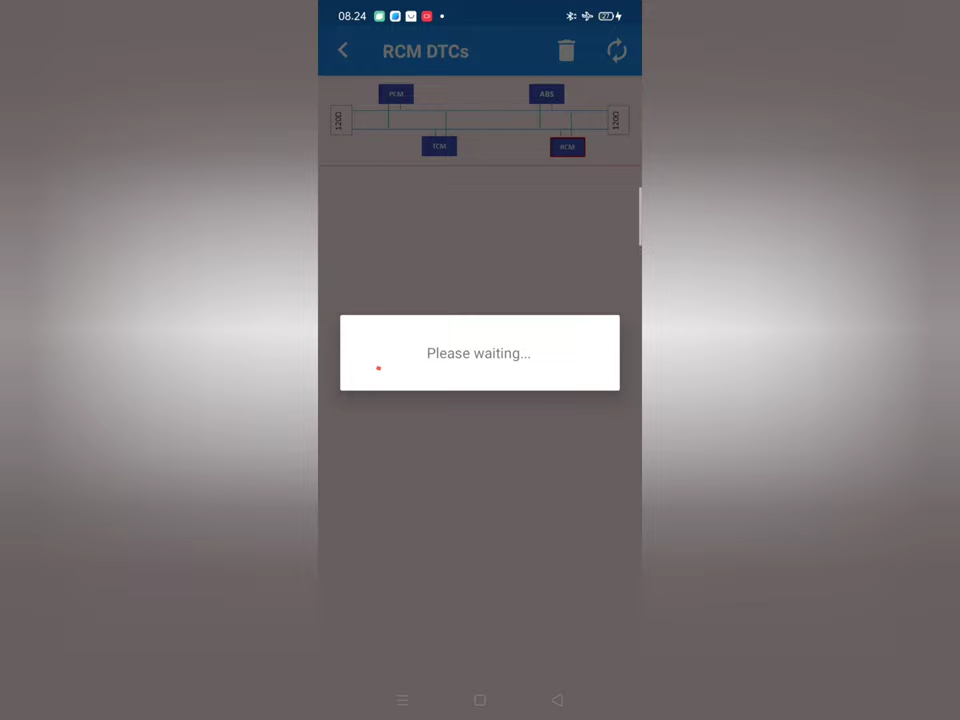 08.24
RCM DTCs
PCM
ABS
120Ω
120Ω
TCM
RCM
Please waiting...